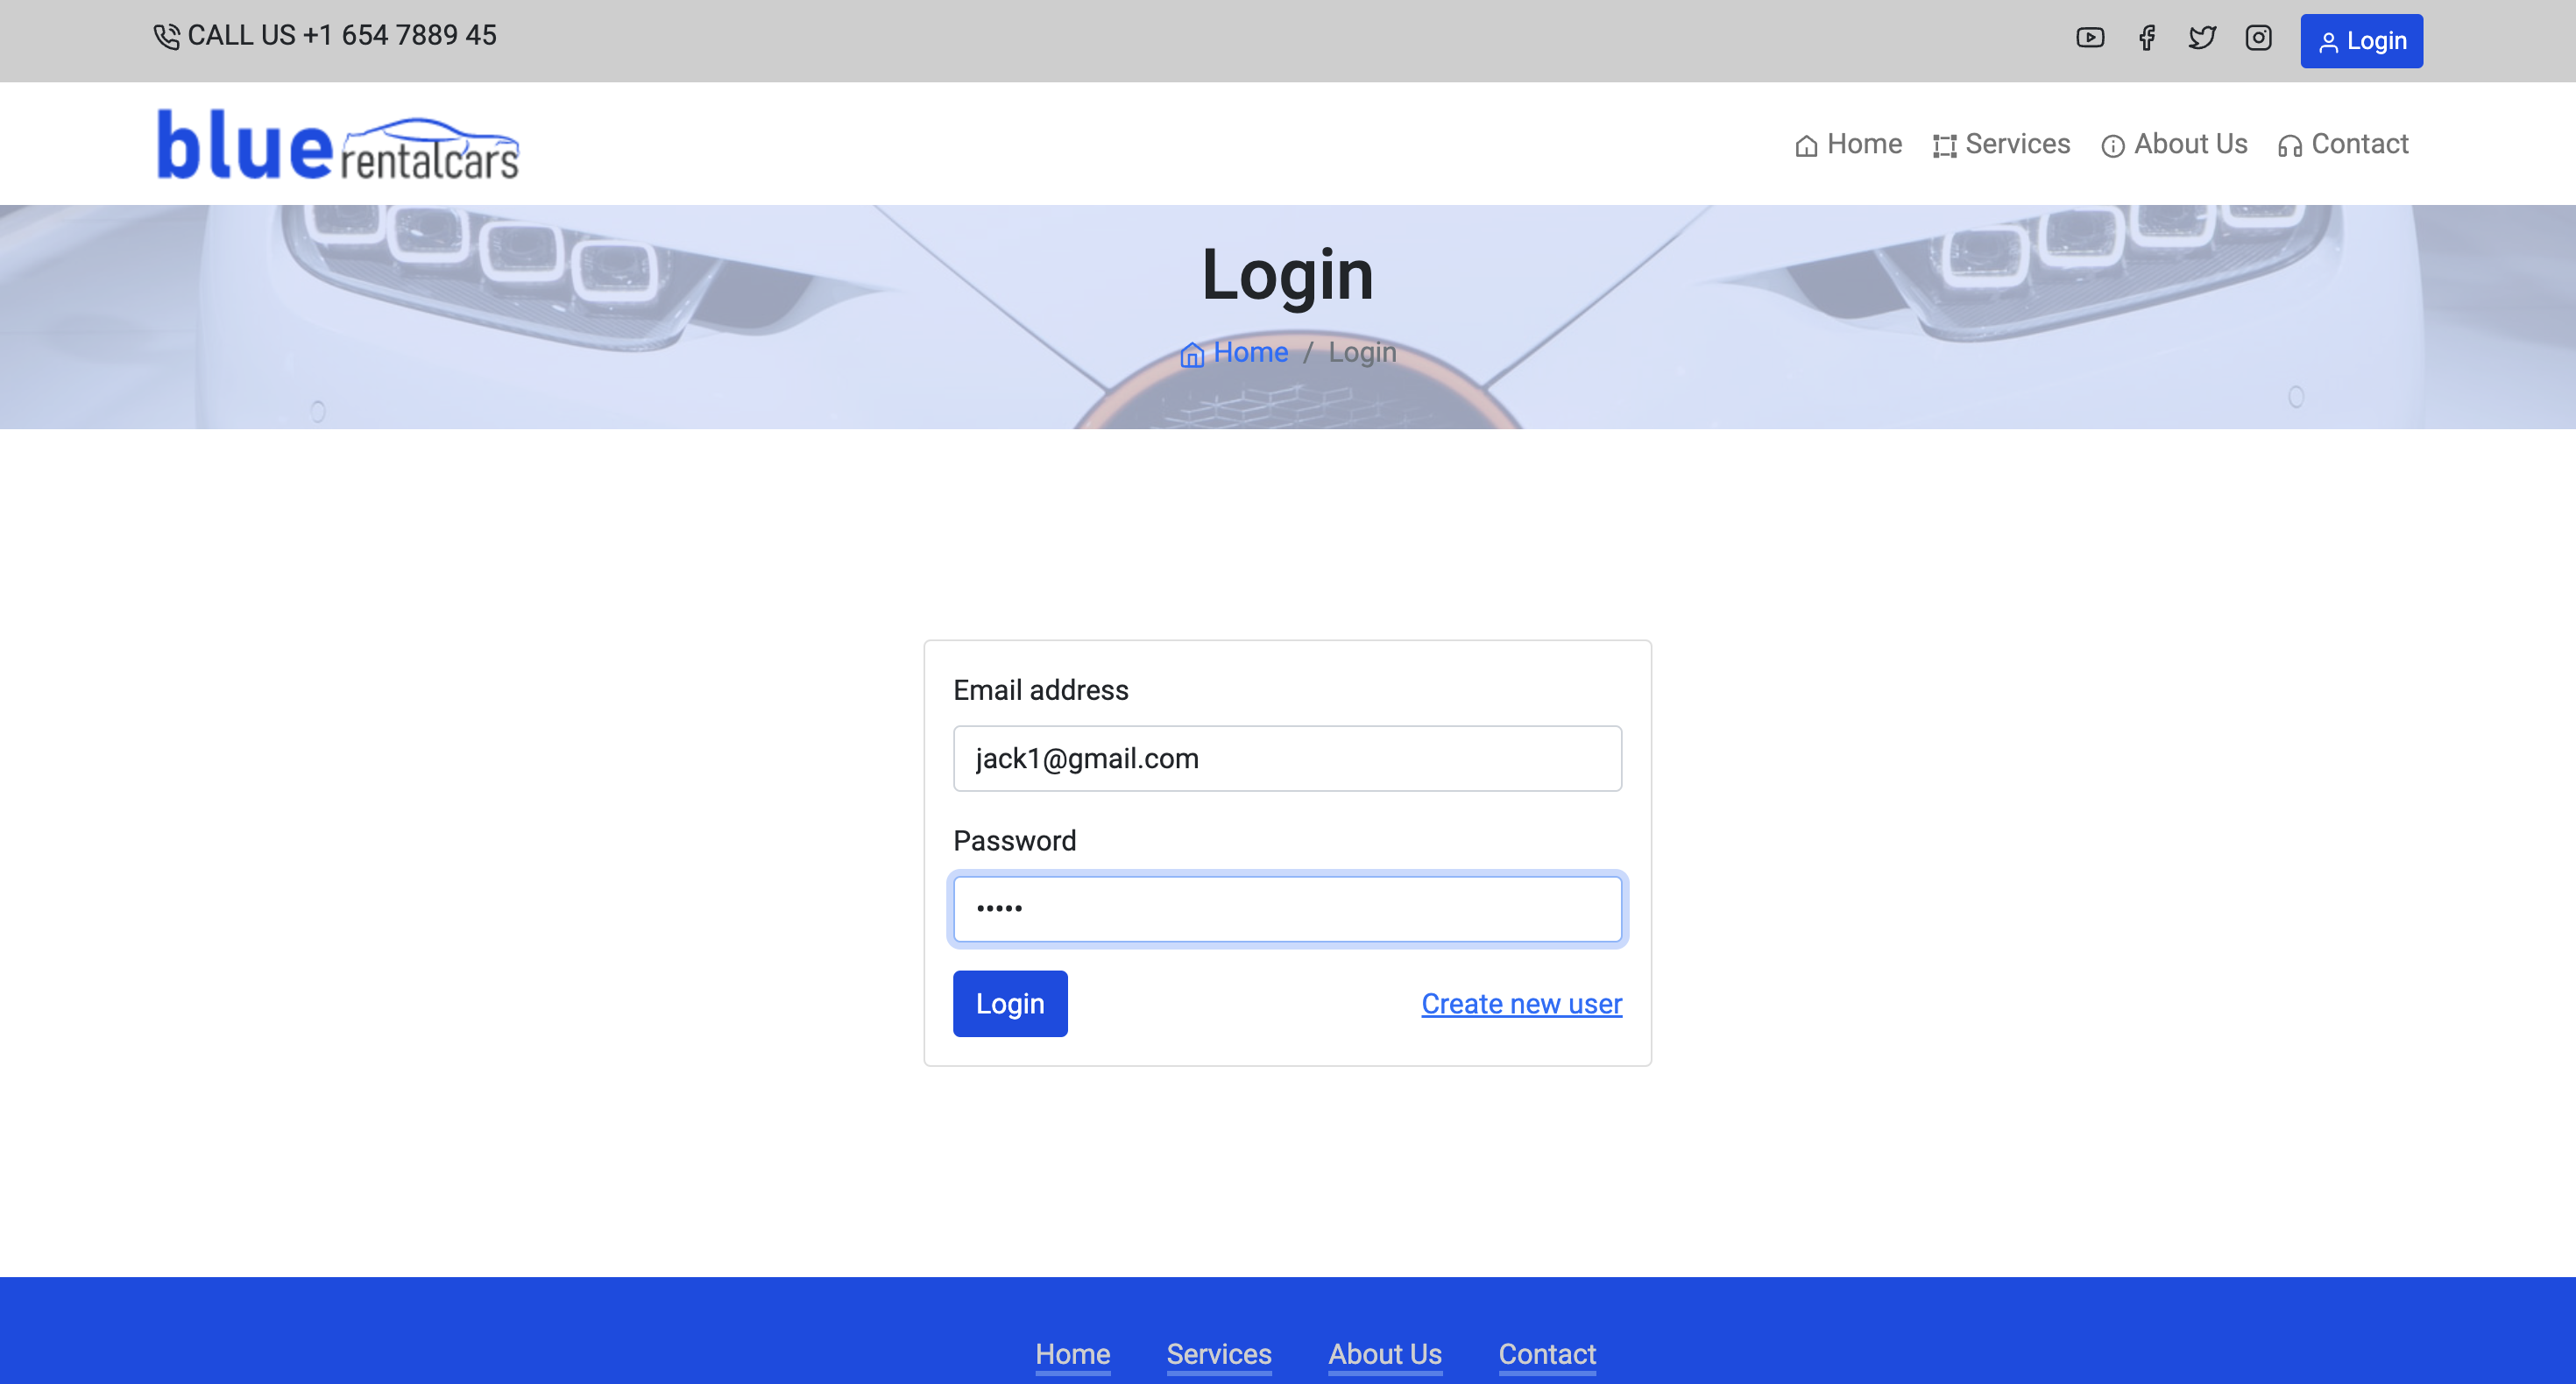 CALL US +1 654 7889 45
Login
blue rentalcars
Home Services About Us Contact
Login
Home / Login
Email address
jack1@gmail.com
Password
•••••
Login Create new user
Home Services About Us Contact